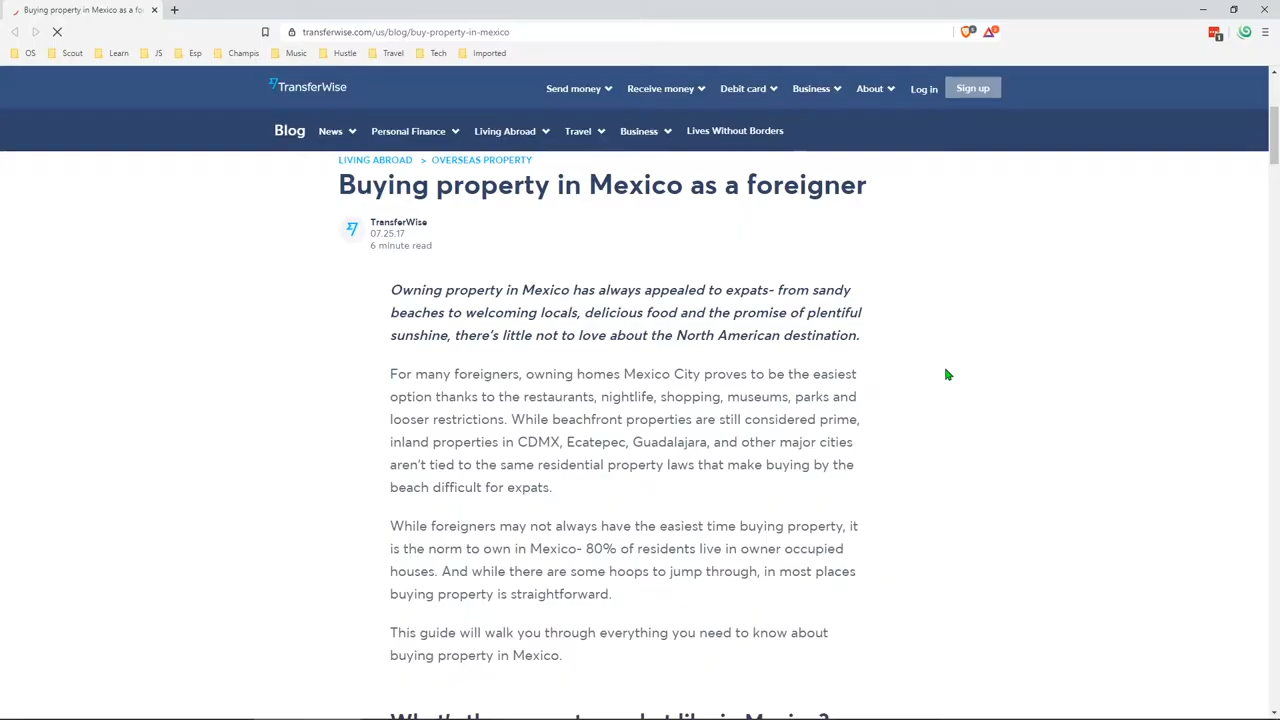 Buying property in Mexico as a fo
transferwise.com/us/blog/buy-property-in-mexico
OS Scout Learn JS Esp Champis Music Hustle Travel Tech Imported
TransferWise Send money Receive money Debit card Business About Log in Sign up
Blog News Personal Finance Living Abroad Travel Business Lives Without Borders
LIVING ABROAD > OVERSEAS PROPERTY
Buying property in Mexico as a foreigner
TransferWise
07.25.17
6 minute read
Owning property in Mexico has always appealed to expats- from sandy
beaches to welcoming locals, delicious food and the promise of plentiful
sunshine, there's little not to love about the North American destination.
For many foreigners, owning homes Mexico City proves to be the easiest
option thanks to the restaurants, nightlife, shopping, museums, parks and
looser restrictions. While beachfront properties are still considered prime,
inland properties in CDMX, Ecatepec, Guadalajara, and other major cities
aren't tied to the same residential property laws that make buying by the
beach difficult for expats.
While foreigners may not always have the easiest time buying property, it
is the norm to own in Mexico- 80% of residents live in owner occupied
houses. And while there are some hoops to jump through, in most places
buying property is straightforward.
This guide will walk you through everything you need to know about
buying property in Mexico.